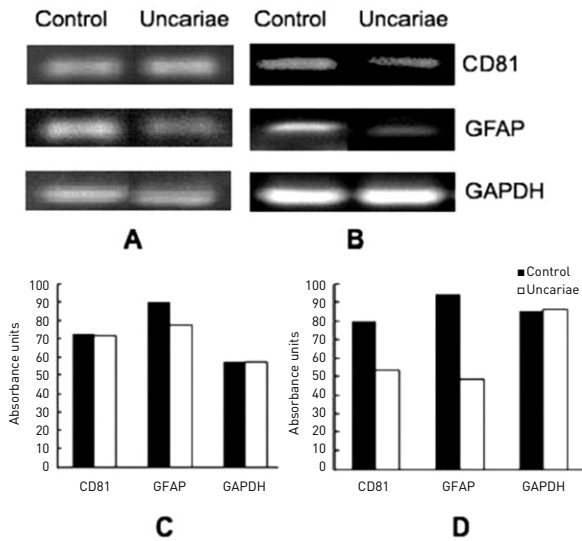 Control Uncariae Control Uncariae
CD81
GFAP
GAPDH
A B
Absorbance units
100
90
80
70
60
50
40
30
20
10
0
CD81 GFAP GAPDH
C
Absorbance units
100
90
80
70
60
50
40
30
20
10
0
Control
Uncariae
CD81 GFAP GAPDH
D